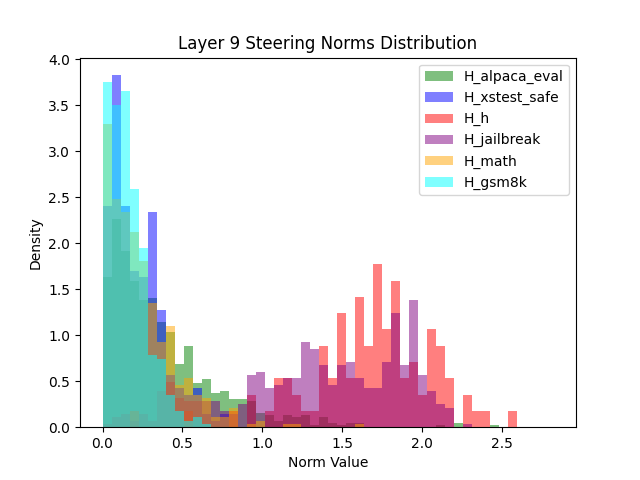 Layer 9 Steering Norms Distribution
4.0
3.5
3.0
2.5
2.0
1.5
1.0
0.5
0.0
Density
H_alpaca_eval
H_xstest_safe
H_h
H_jailbreak
H_math
H_gsm8k
0.0 0.5 1.0 1.5 2.0 2.5
Norm Value